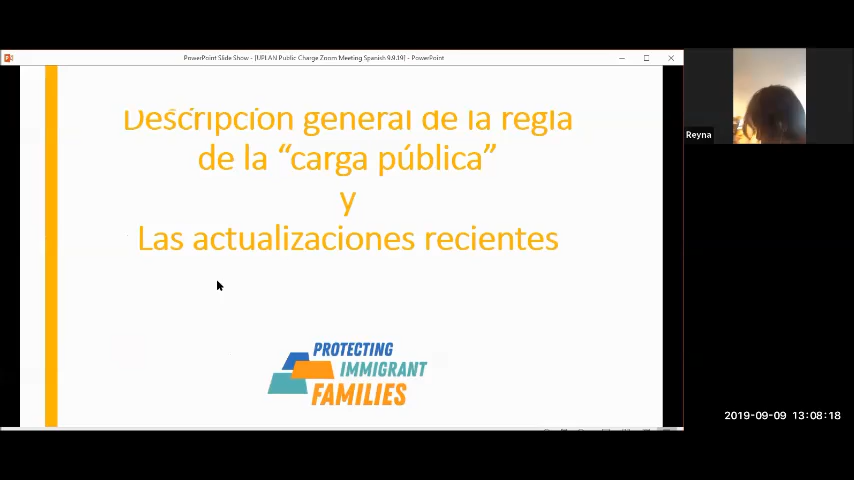 PowerPoint Slide Show - [UPLAN Public Charge Zoom Meeting Spanish 9.9.19] - PowerPoint
Descripción general de la regla
de la “carga pública”
y
Las actualizaciones recientes
PROTECTING
IMMIGRANT
FAMILIES
Reyna
2019-09-09 13:08:18